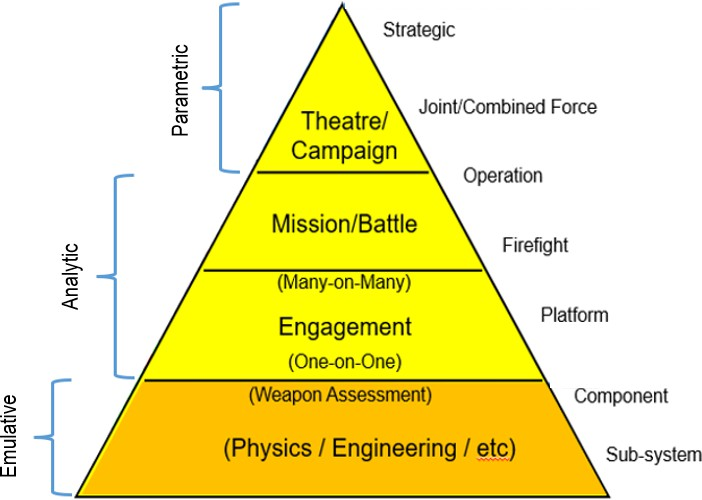 Strategic
Parametric
Joint/Combined Force
Theatre/
Campaign
Operation
Mission/Battle
Firefight
Analytic
(Many-on-Many)
Platform
Engagement
(One-on-One)
(Weapon Assessment)
Component
Emulative
(Physics / Engineering / etc)
Sub-system